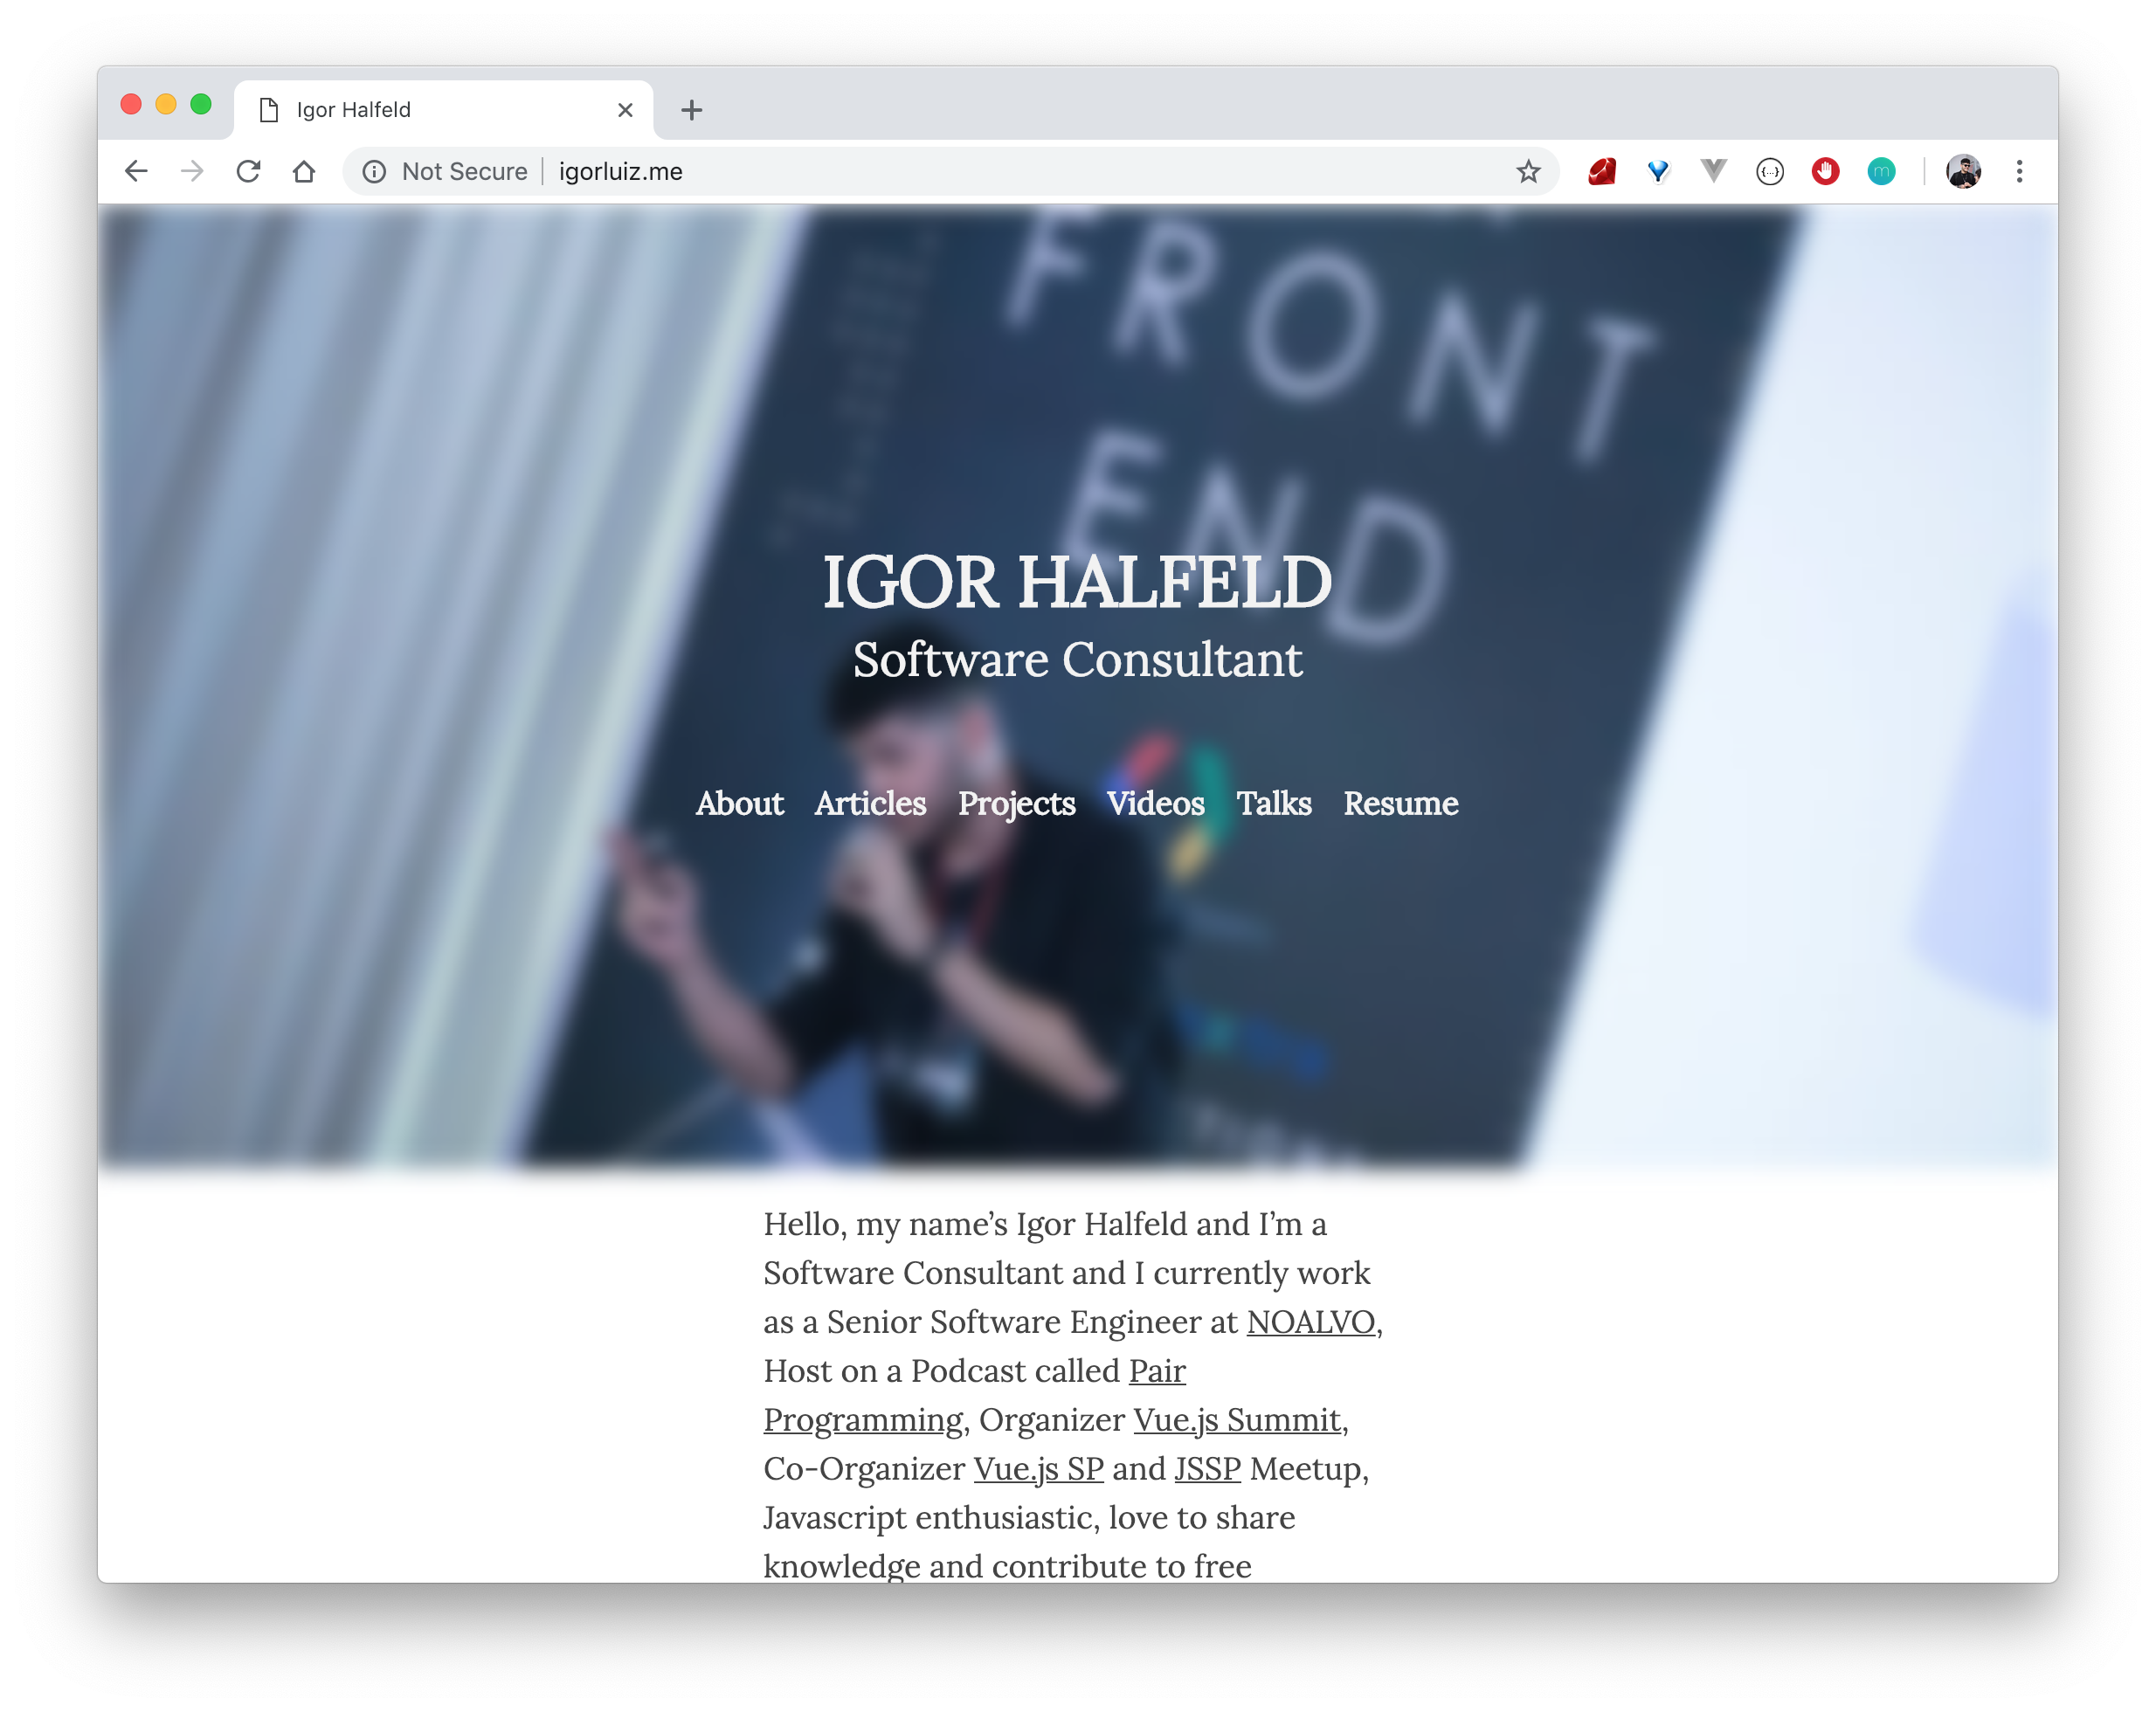 Igor Halfeld
Not Secure
igorluiz.me
m
FRONT
END
IGOR HALFELD
Software Consultant
About Articles Projects Videos Talks Resume
Hello, my name’s Igor Halfeld and I’m a
Software Consultant and I currently work
as a Senior Software Engineer at NOALVO,
Host on a Podcast called Pair
Programming, Organizer Vue.js Summit,
Co-Organizer Vue.js SP and JSSP Meetup,
Javascript enthusiastic, love to share
knowledge and contribute to free